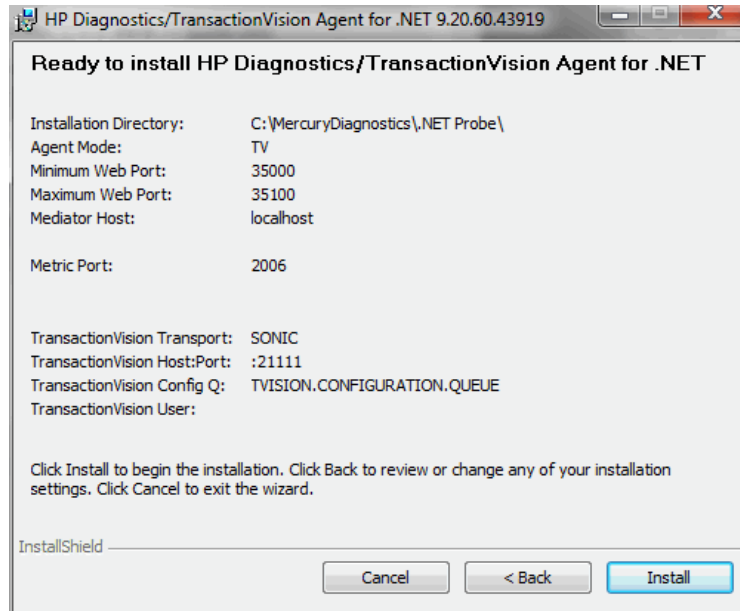 HP Diagnostics/TransactionVision Agent for .NET 9.20.60.43919
Ready to install HP Diagnostics/TransactionVision Agent for .NET
Installation Directory: C:\MercuryDiagnostics\.NET Probe\
Agent Mode: TV
Minimum Web Port: 35000
Maximum Web Port: 35100
Mediator Host: localhost
Metric Port: 2006
TransactionVision Transport: SONIC
TransactionVision Host:Port: :21111
TransactionVision Config Q: TVISION.CONFIGURATION.QUEUE
TransactionVision User:
Click Install to begin the installation. Click Back to review or change any of your installation
settings. Click Cancel to exit the wizard.
InstallShield
Cancel < Back Install